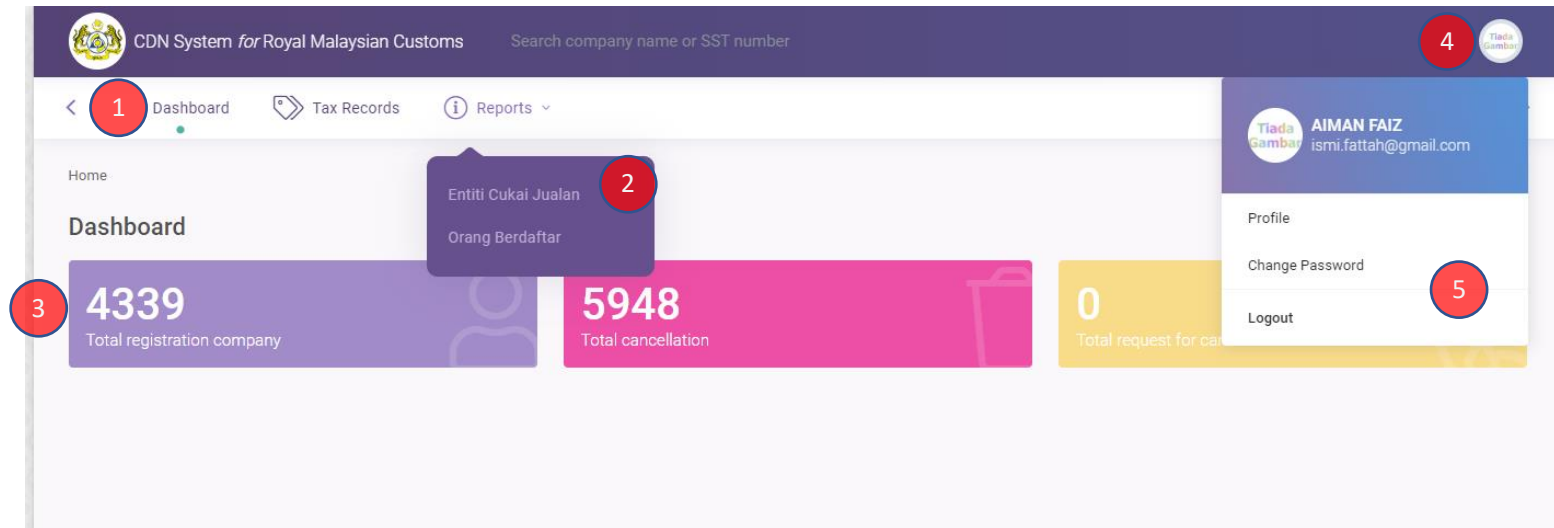 CDN System for Royal Malaysian Customs
Search company name or SST number
4
Tiada
Gambar
1
Dashboard
Tax Records
Reports
Tiada
Gambar
AIMAN FAIZ
ismi.fattah@gmail.com
Home
Entiti Cukai Jualan
2
Orang Berdaftar
Dashboard
Profile
Change Password
5
Logout
3
4339
Total registration company
5948
Total cancellation
0
Total request for